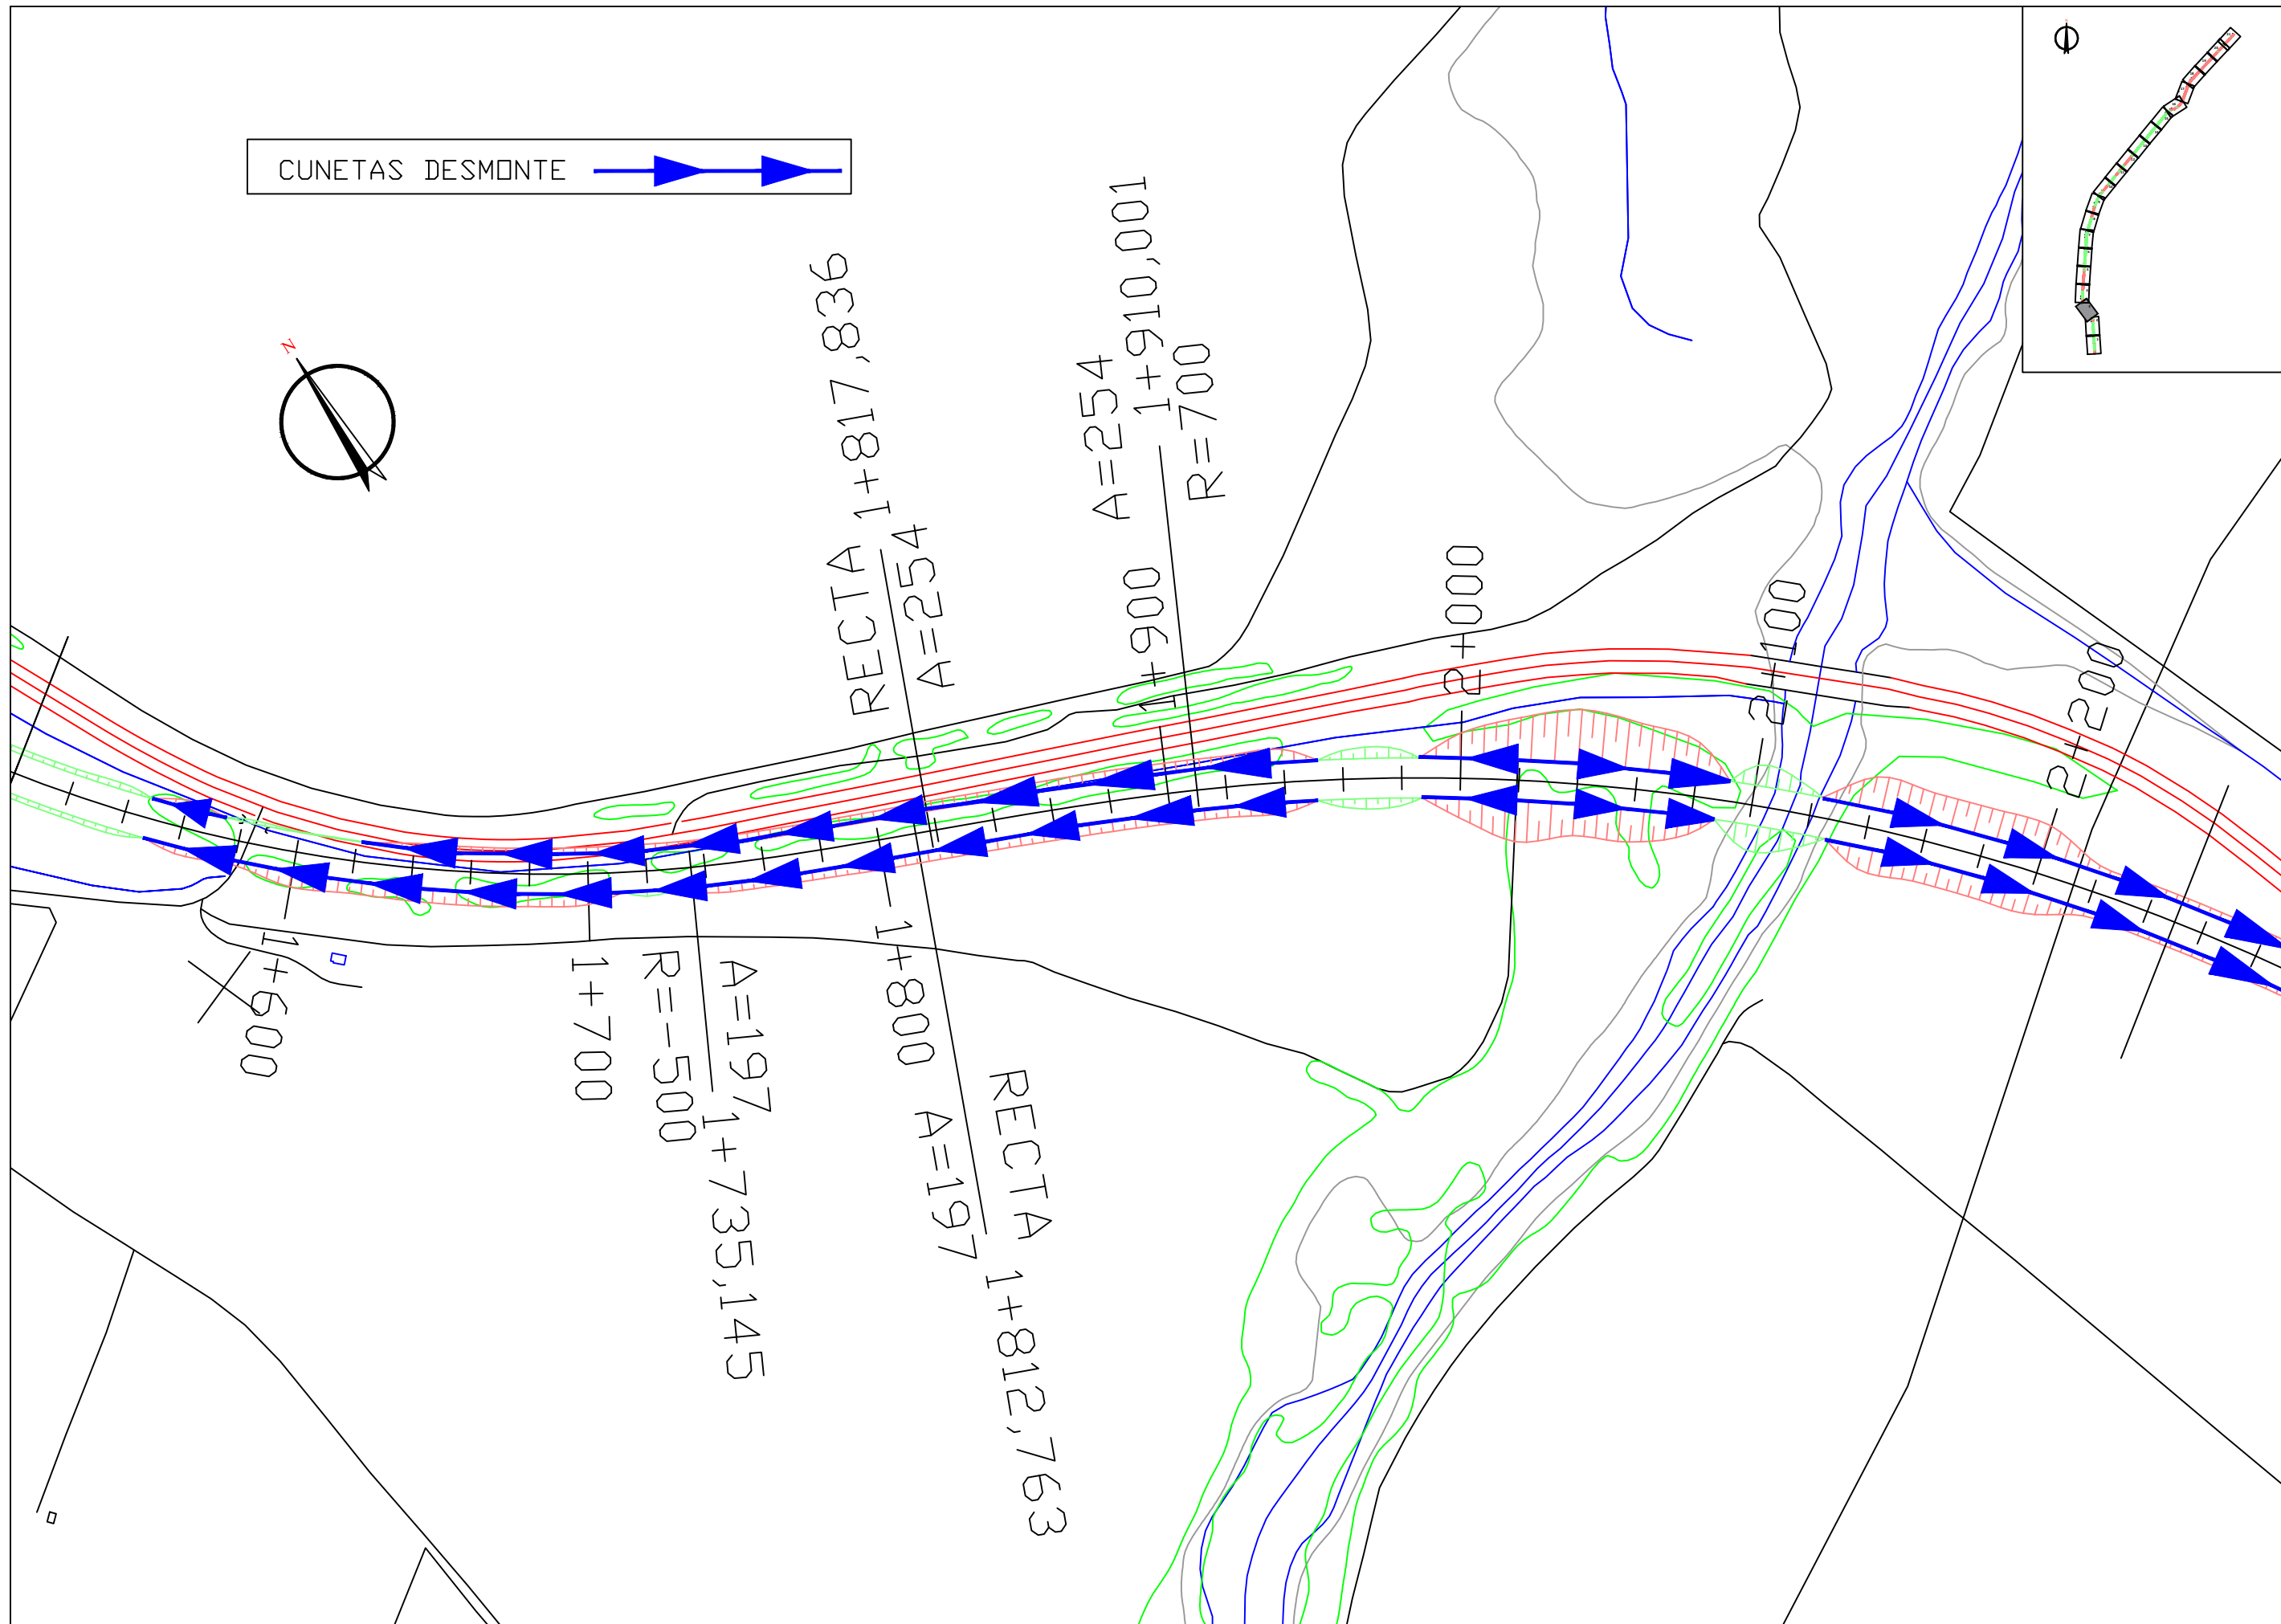 CUNETAS DESMONTE
N
RECTA 1+817,836
A=254
A=254 1+910,001
R=700
1+900
2+000
2+100
2+200
1+600
1+700
R=-500
A=197 1+735,145
1+800
A=197
RECTA 1+812,763